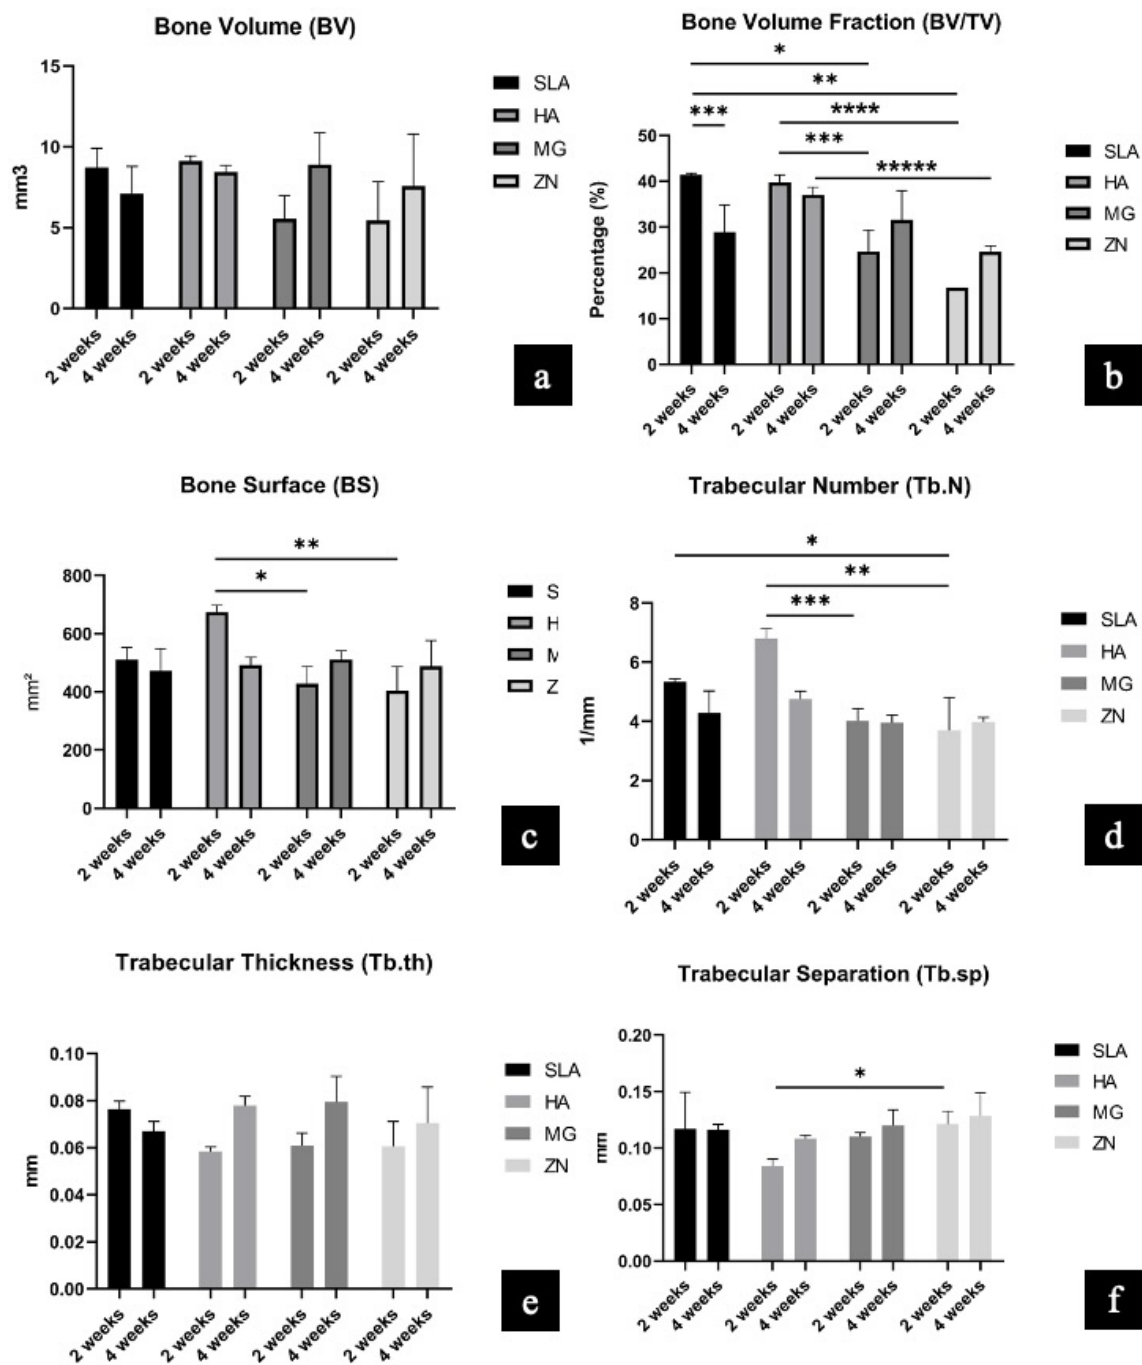 Bone Volume (BV)
mm3
15
10
5
0
2 weeks
4 weeks
2 weeks
4 weeks
2 weeks
4 weeks
2 weeks
4 weeks
SLA
HA
MG
ZN
a
Bone Volume Fraction (BV/TV)
*
**
***
****
***
*****
Percentage (%)
50
40
30
20
10
0
2 weeks
4 weeks
2 weeks
4 weeks
2 weeks
4 weeks
2 weeks
4 weeks
SLA
HA
MG
ZN
b
Bone Surface (BS)
**
*
mm²
800
600
400
200
0
2 weeks
4 weeks
2 weeks
4 weeks
2 weeks
4 weeks
2 weeks
4 weeks
S
H
Z
c
Trabecular Number (Tb.N)
*
**
***
1/mm
8
6
4
2
0
2 weeks
4 weeks
2 weeks
4 weeks
2 weeks
4 weeks
2 weeks
4 weeks
SLA
HA
MG
ZN
d
Trabecular Thickness (Tb.th)
mm
0.10
0.08
0.06
0.04
0.02
0.00
2 weeks
4 weeks
2 weeks
4 weeks
2 weeks
4 weeks
2 weeks
4 weeks
SLA
HA
MG
ZN
e
Trabecular Separation (Tb.sp)
*
mm
0.20
0.15
0.10
0.05
0.00
2 weeks
4 weeks
2 weeks
4 weeks
2 weeks
4 weeks
2 weeks
4 weeks
SLA
HA
MG
ZN
f